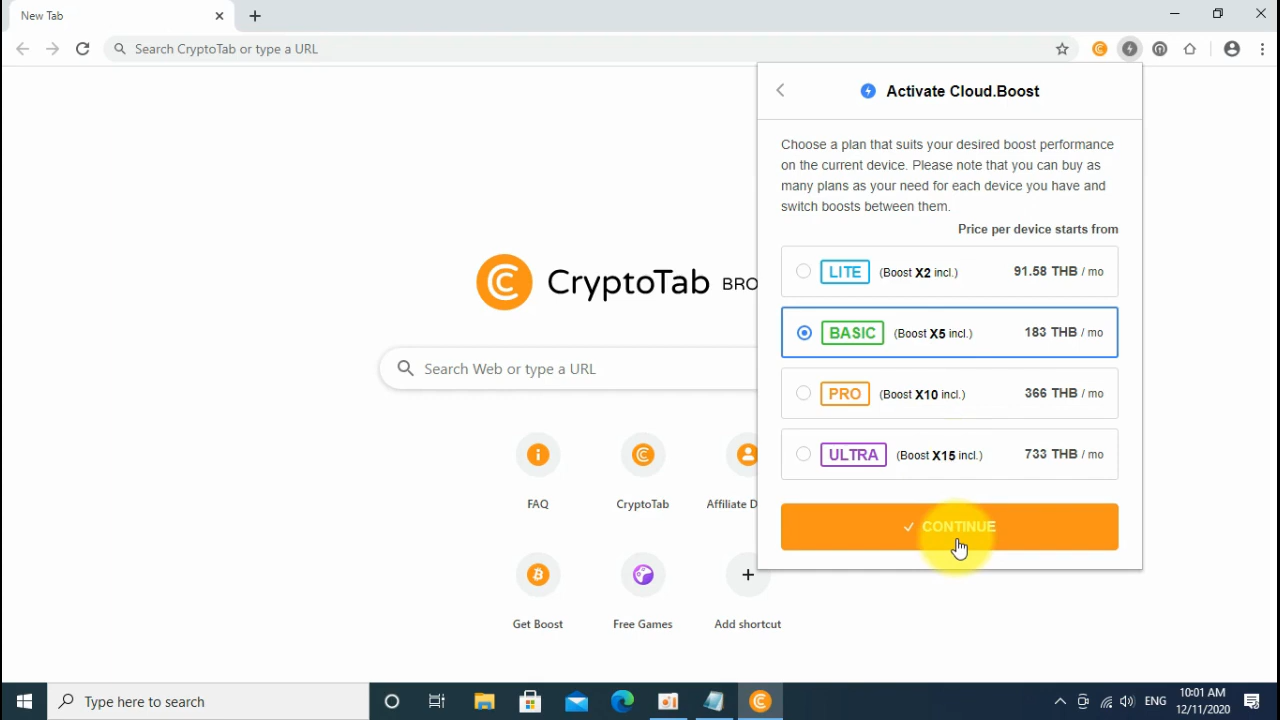 New Tab
Search CryptoTab or type a URL
Activate Cloud.Boost
Choose a plan that suits your desired boost performance
on the current device. Please note that you can buy as
many plans as your need for each device you have and
switch boosts between them.
Price per device starts from
LITE (Boost X2 incl.) 91.58 THB / mo
BASIC (Boost X5 incl.) 183 THB / mo
PRO (Boost X10 incl.) 366 THB / mo
ULTRA (Boost X15 incl.) 733 THB / mo
CONTINUE
CryptoTab BRO
Search Web or type a URL
FAQ
CryptoTab
Affiliate D
Get Boost
Free Games
Add shortcut
Type here to search
ENG
10:01 AM
12/11/2020